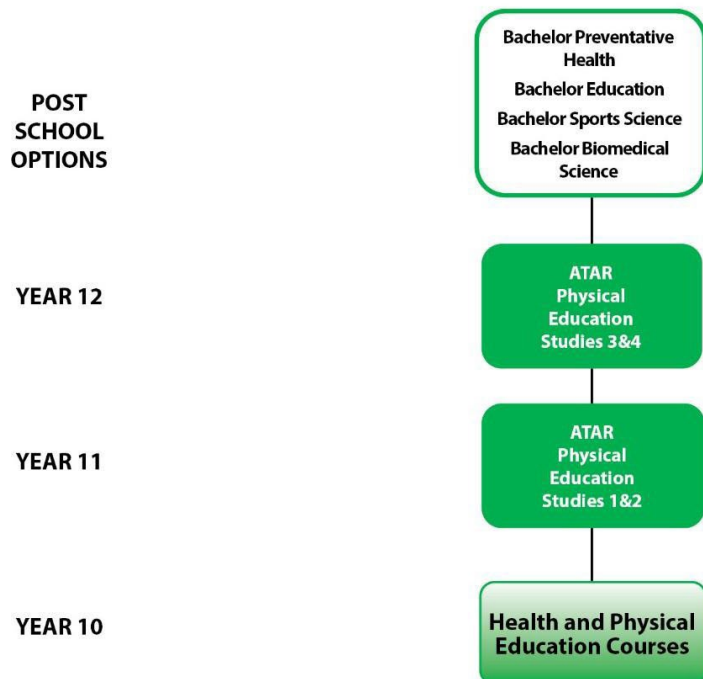 POST
SCHOOL
OPTIONS
Bachelor Preventative
Health
Bachelor Education
Bachelor Sports Science
Bachelor Biomedical
Science
YEAR 12
ATAR
Physical
Education
Studies 3&4
YEAR 11
ATAR
Physical
Education
Studies 1&2
YEAR 10
Health and Physical
Education Courses